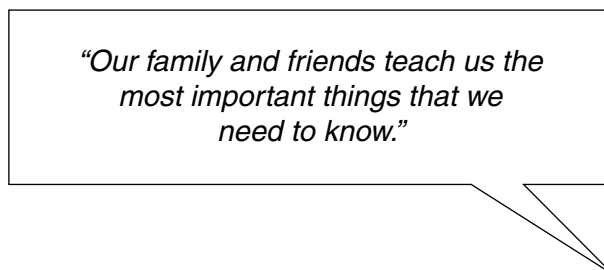 “Our family and friends teach us the
most important things that we
need to know.”